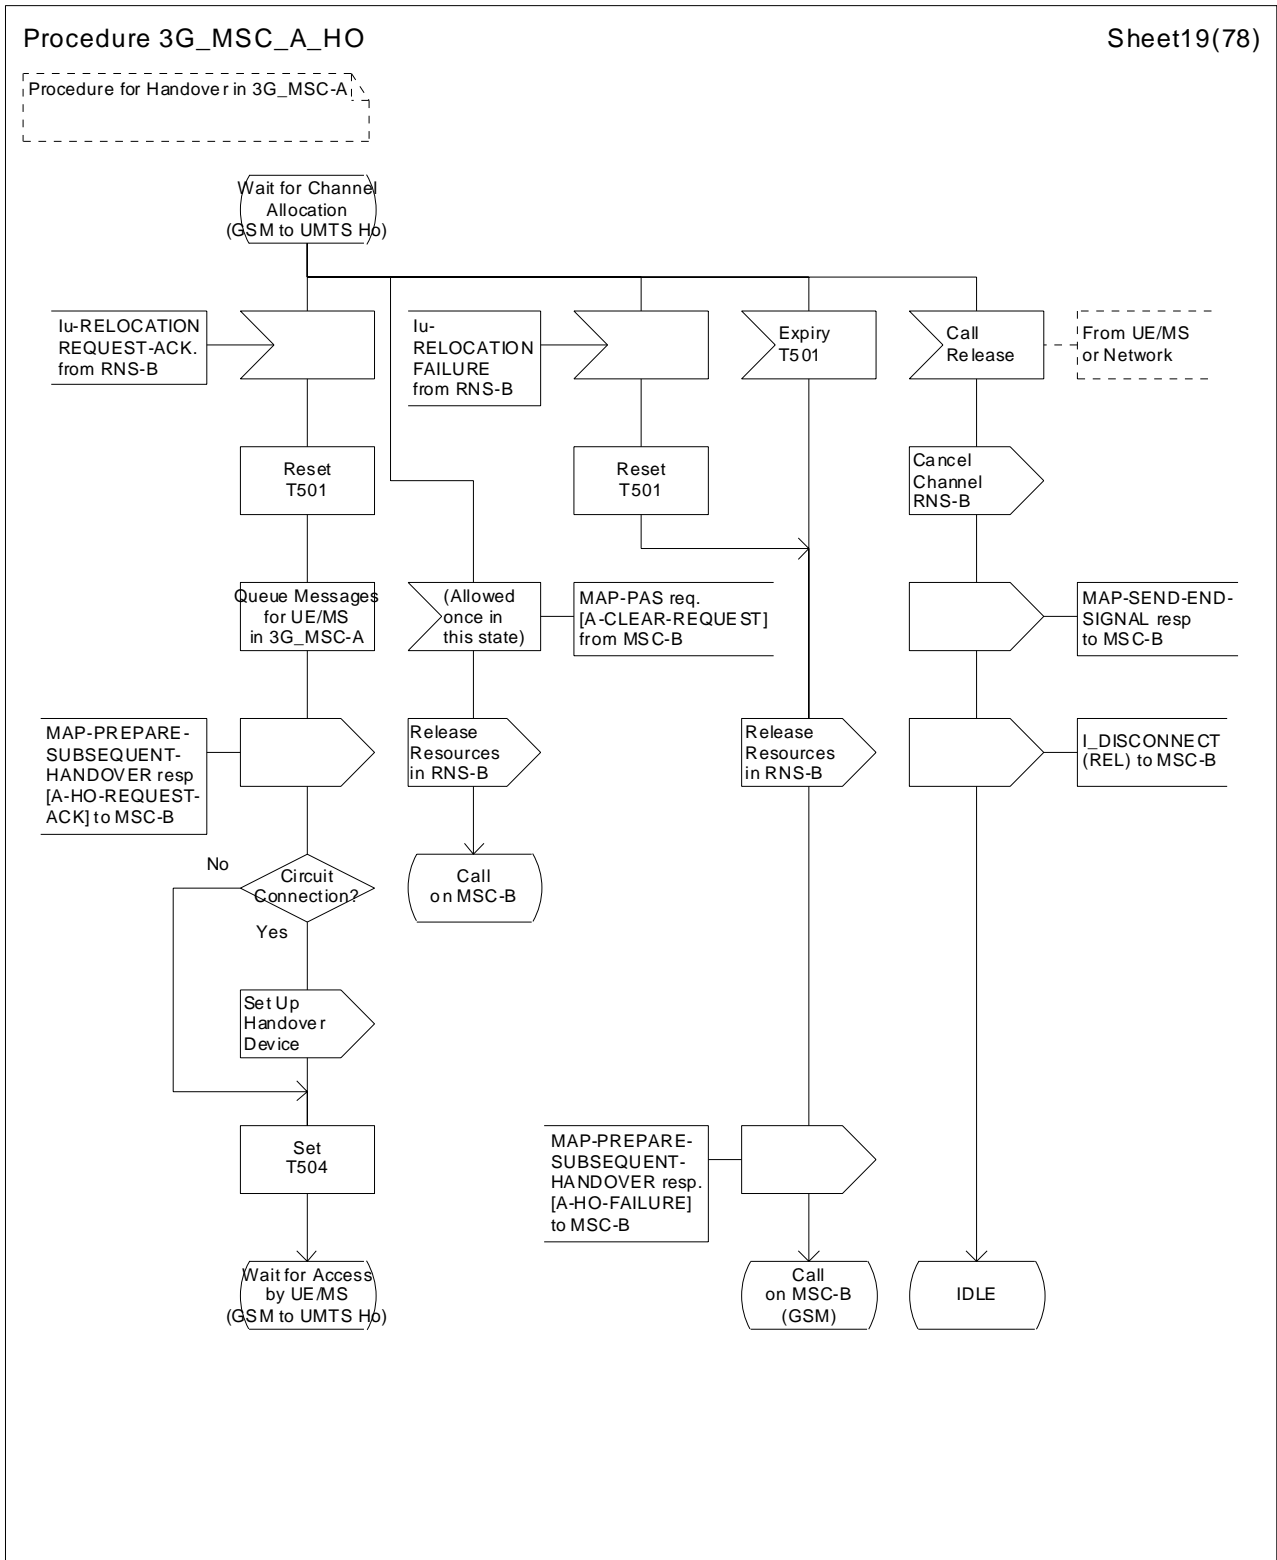 Procedure 3G_MSC_A_HO
Sheet19(78)
Procedure for Handover in 3G_MSC-A
Wait for Channel
Allocation
(GSM to UMTS Ho)
Iu-RELOCATION
REQUEST-ACK.
from RNS-B
Iu-
RELOCATION
FAILURE
from RNS-B
Expiry
T501
Call
Release
From UE/MS
or Network
Reset
T501
Reset
T501
Cancel
Channel
RNS-B
Queue Messages
for UE/MS
in 3G_MSC-A
(Allowed
once in
this state)
MAP-PAS req.
[A-CLEAR-REQUEST]
from MSC-B
MAP-SEND-END-
SIGNAL resp
to MSC-B
MAP-PREPARE-
SUBSEQUENT-
HANDOVER resp
[A-HO-REQUEST-
ACK] to MSC-B
Release
Resources
in RNS-B
Release
Resources
in RNS-B
I_DISCONNECT
(REL) to MSC-B
No
Circuit
Connection?
Yes
Call
on MSC-B
Set Up
Handover
Device
Set
T504
MAP-PREPARE-
SUBSEQUENT-
HANDOVER resp.
[A-HO-FAILURE]
to MSC-B
Wait for Access
by UE/MS
(GSM to UMTS Ho)
Call
on MSC-B
(GSM)
IDLE